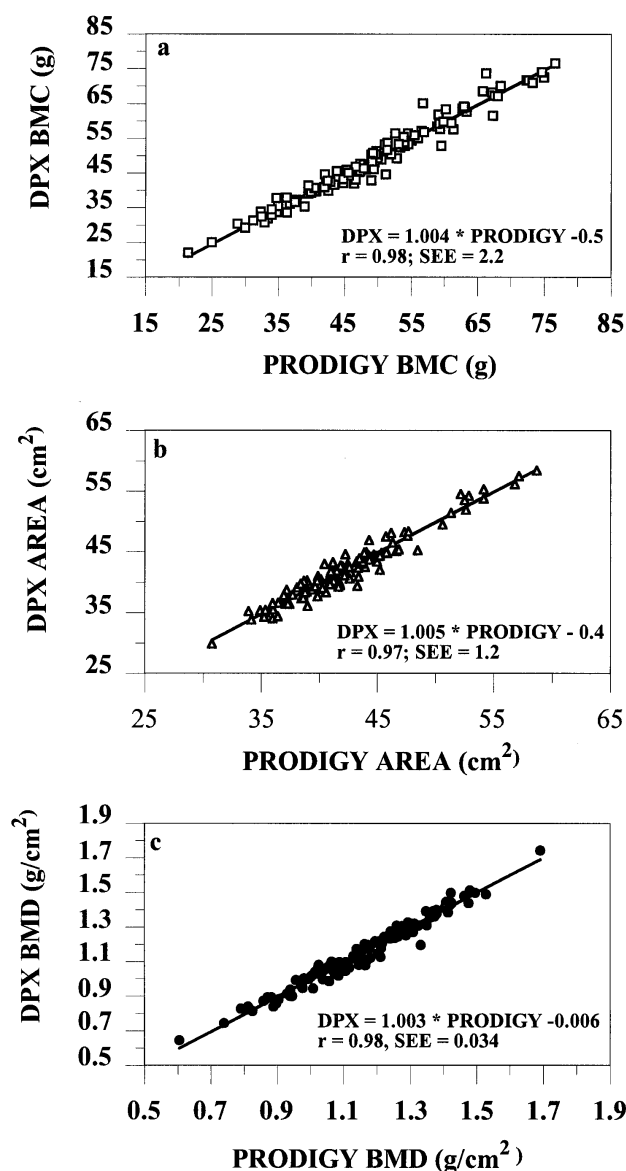 a
DPX BMC (g)
85
75
65
55
45
35
25
15
DPX = 1.004 * PRODIGY -0.5
r = 0.98; SEE = 2.2
15 25 35 45 55 65 75 85
PRODIGY BMC (g)
b
DPX AREA (cm²)
65
55
45
35
25
DPX = 1.005 * PRODIGY - 0.4
r = 0.97; SEE = 1.2
25 35 45 55 65
PRODIGY AREA (cm²)
c
DPX BMD (g/cm²)
1.9
1.7
1.5
1.3
1.1
0.9
0.7
0.5
DPX = 1.003 * PRODIGY -0.006
r = 0.98, SEE = 0.034
0.5 0.7 0.9 1.1 1.3 1.5 1.7 1.9
PRODIGY BMD (g/cm²)